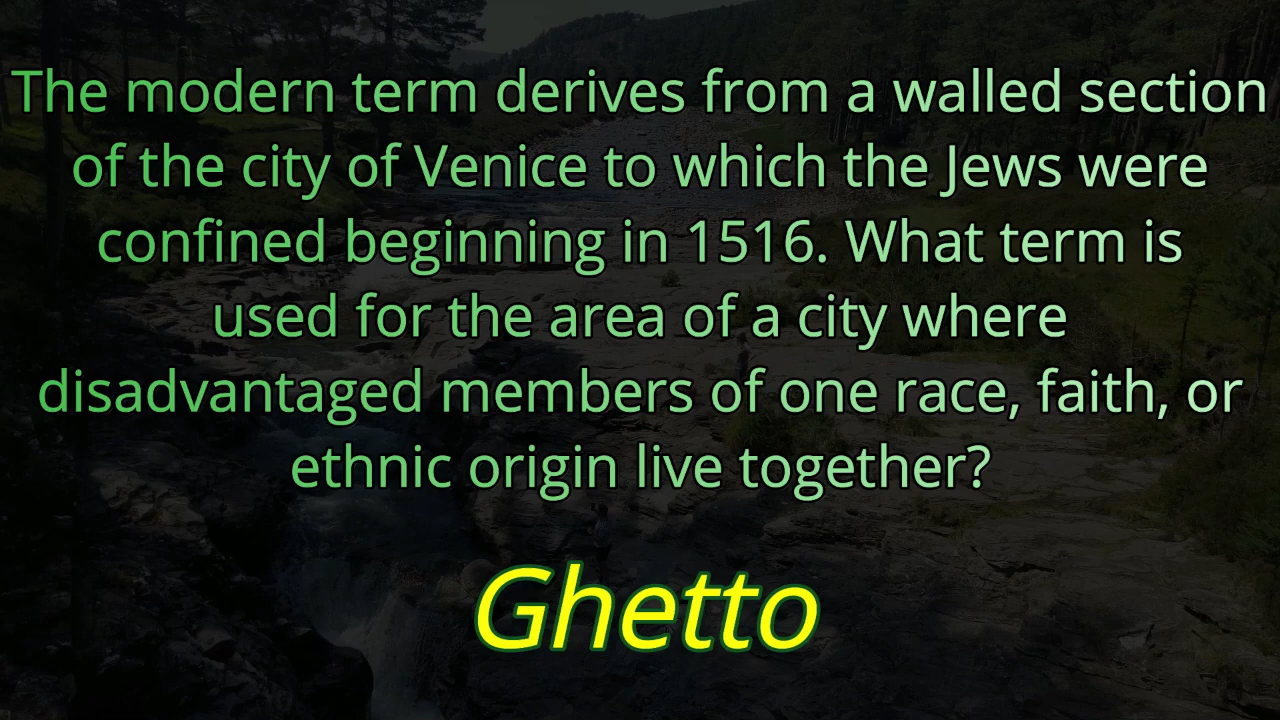 The modern term derives from a walled section
of the city of Venice to which the Jews were
confined beginning in 1516. What term is
used for the area of a city where
disadvantaged members of one race, faith, or
ethnic origin live together?
Ghetto